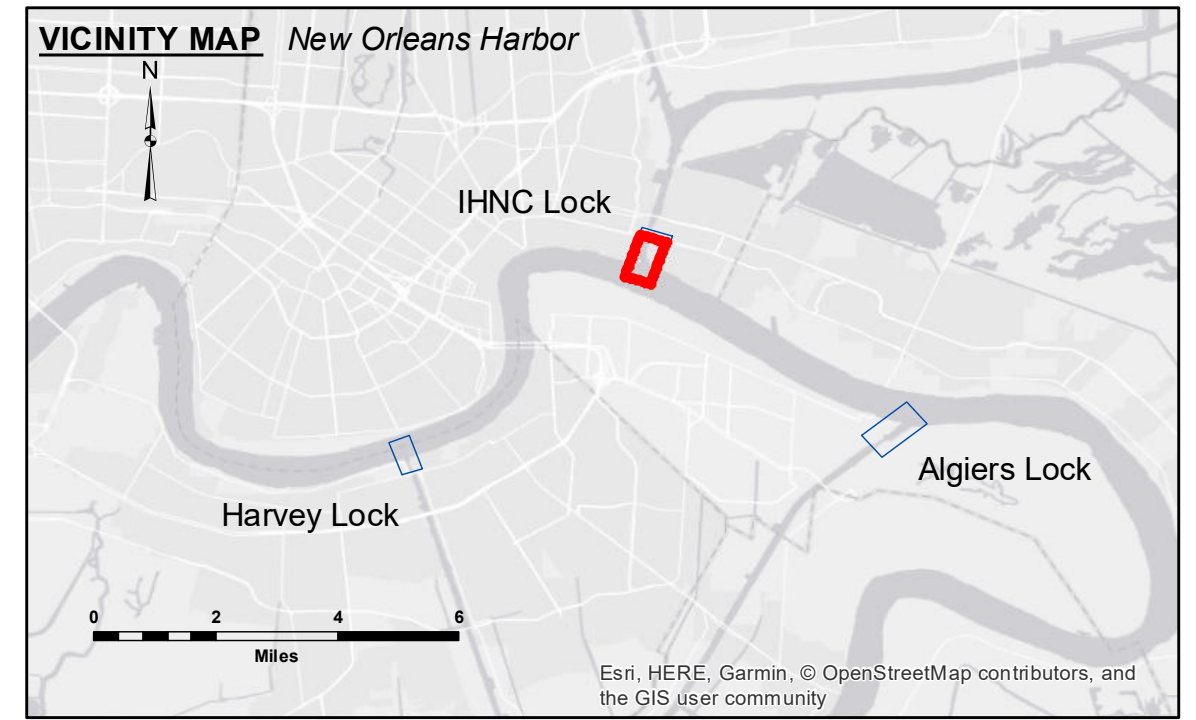 VICINITY MAP New Orleans Harbor
N
IHNC Lock
Algiers Lock
Harvey Lock
0 2 4 6
Miles
Esri, HERE, Garmin, © OpenStreetMap contributors, and
the GIS user community